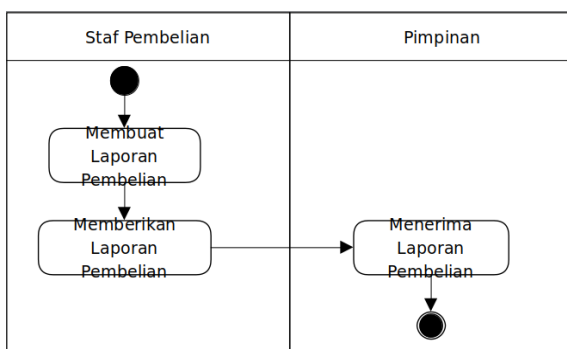 Staf Pembelian
Pimpinan
Membuat
Laporan
Pembelian
Memberikan
Laporan
Pembelian
Menerima
Laporan
Pembelian